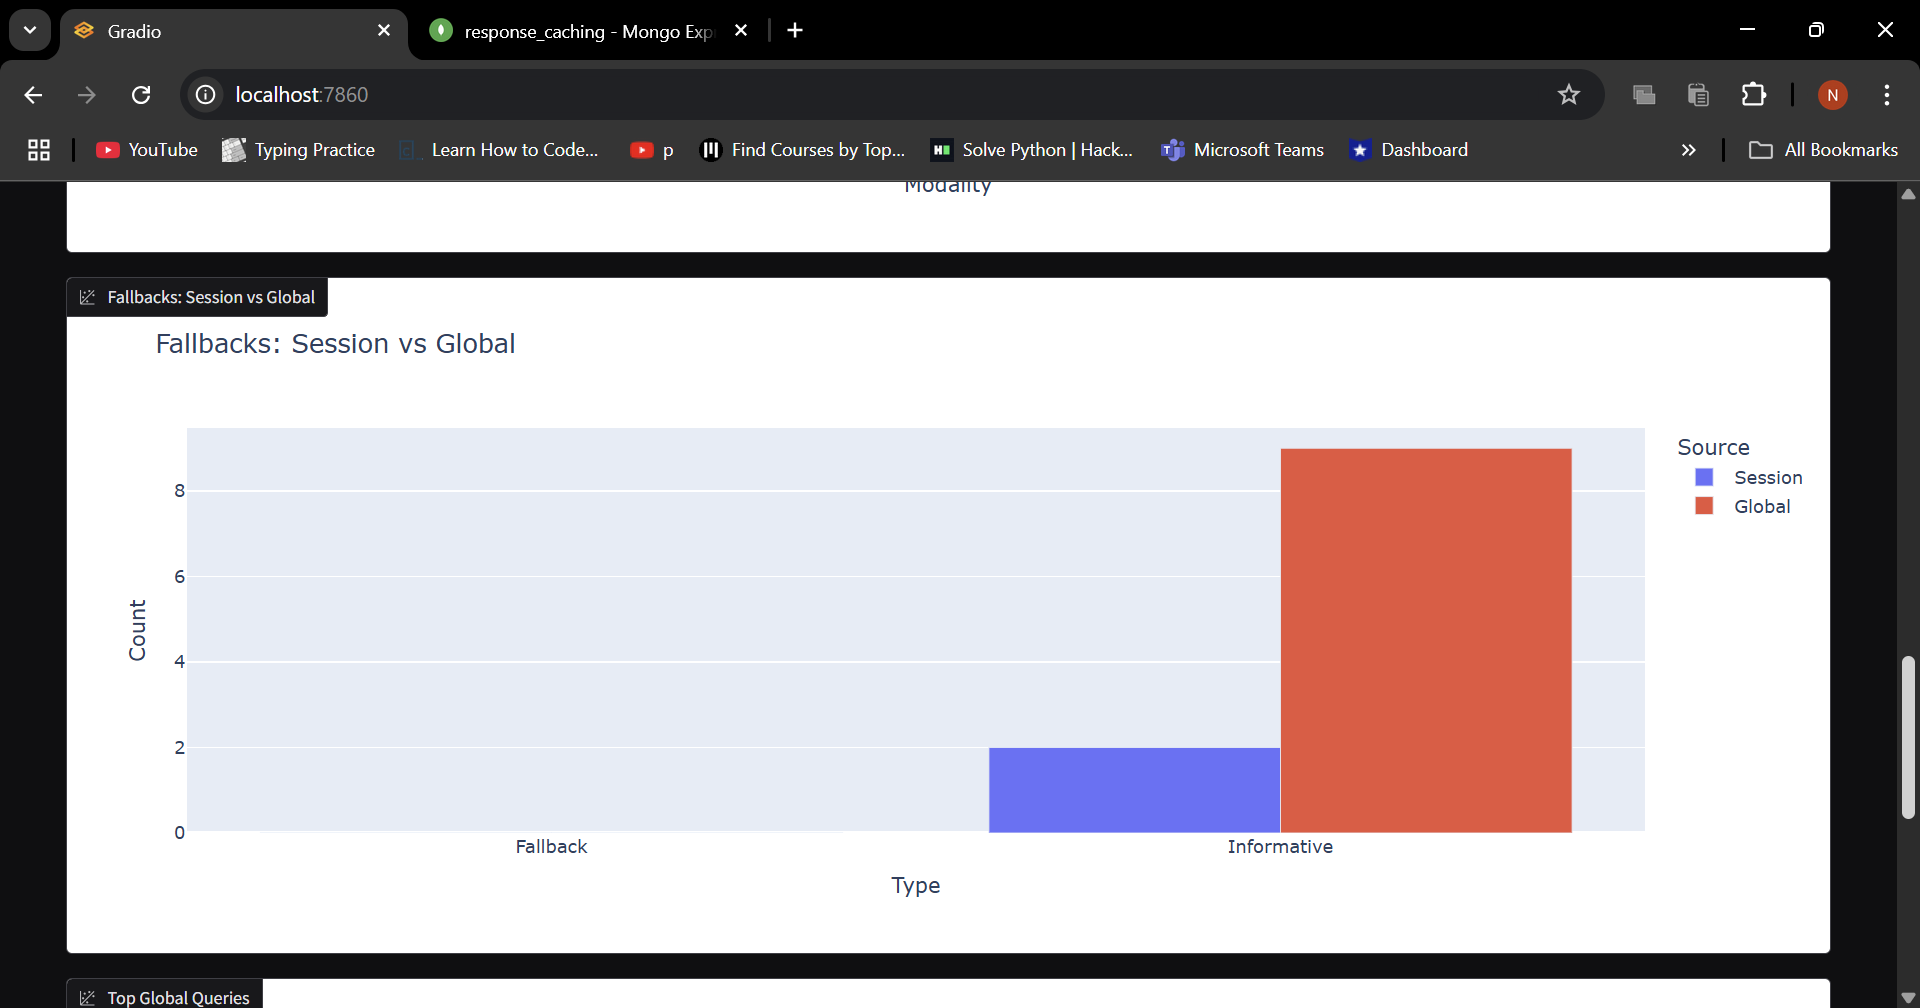 Gradio
response_caching - Mongo Exp
localhost:7860
N
YouTube
Typing Practice
Learn How to Code...
p
Find Courses by Top...
Solve Python | Hack...
Microsoft Teams
Dashboard
All Bookmarks
Modality
Fallbacks: Session vs Global
Fallbacks: Session vs Global
Source
Session
Global
8
6
4
2
0
Count
Fallback
Informative
Type
Top Global Queries